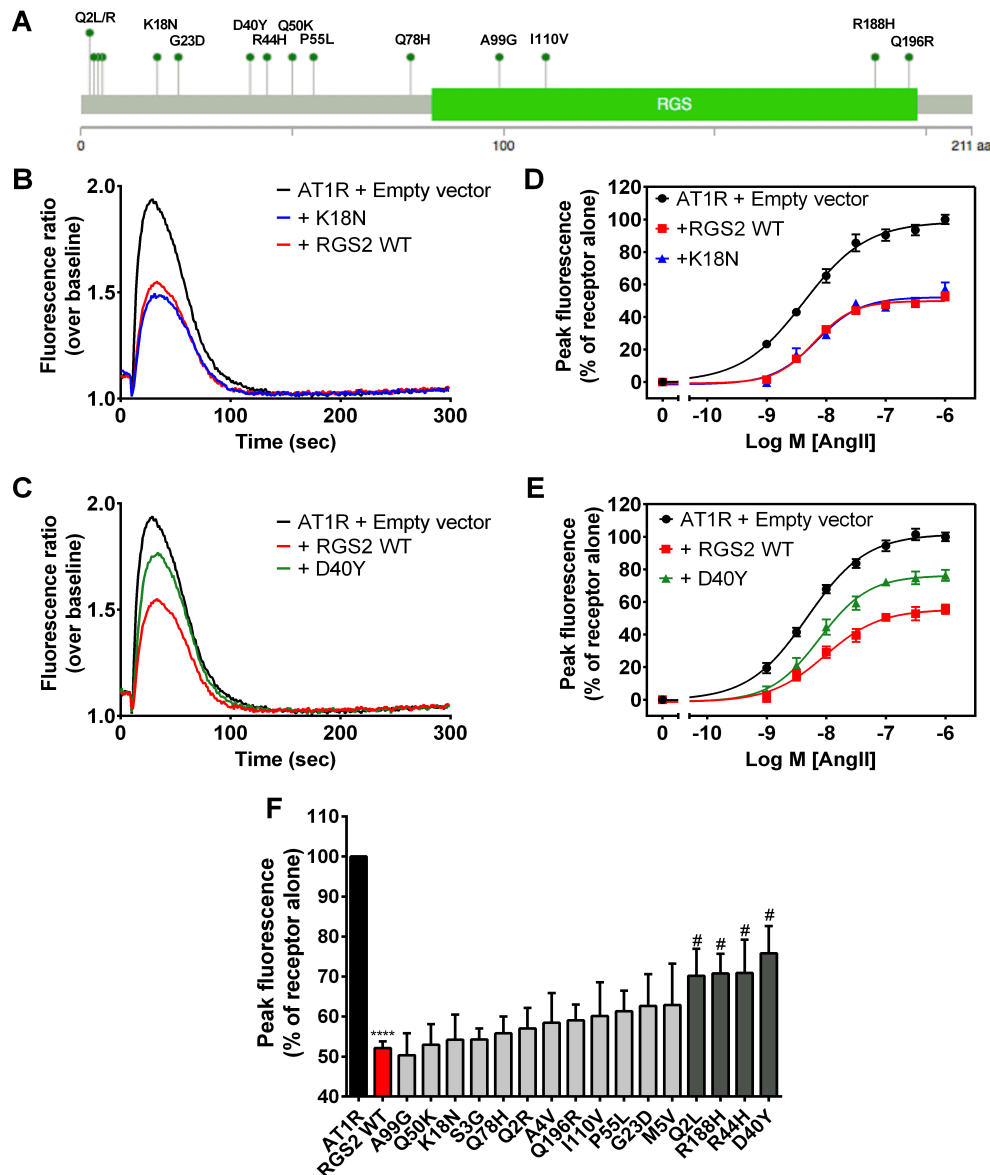 A
Q2L/R
K18N
G23D
D40Y
R44H
Q50K
P55L
Q78H
A99G
I110V
R188H
Q196R
RGS
0
100
211 aa
B
Fluorescence ratio
(over baseline)
2.0
1.5
1.0
AT1R + Empty vector
+ K18N
+ RGS2 WT
0
100
200
300
Time (sec)
D
Peak fluorescence
(% of receptor alone)
120
100
80
60
40
20
0
AT1R + Empty vector
+RGS2 WT
+K18N
0
-10
-9
-8
-7
-6
Log M [AngII]
C
Fluorescence ratio
(over baseline)
2.0
1.5
1.0
AT1R + Empty vector
+ RGS2 WT
+ D40Y
0
100
200
300
Time (sec)
E
Peak fluorescence
(% of receptor alone)
120
100
80
60
40
20
0
AT1R + Empty vector
+ RGS2 WT
+ D40Y
0
-10
-9
-8
-7
-6
Log M [AngII]
F
Peak fluorescence
(% of receptor alone)
110
100
90
80
70
60
50
40
****
#
#
#
#
AT1R
RGS2 WT
A99G
Q50K
K18N
S3G
Q78H
Q2R
A4V
Q196R
I110V
P55L
G23D
M5V
Q2L
R188H
R44H
D40Y